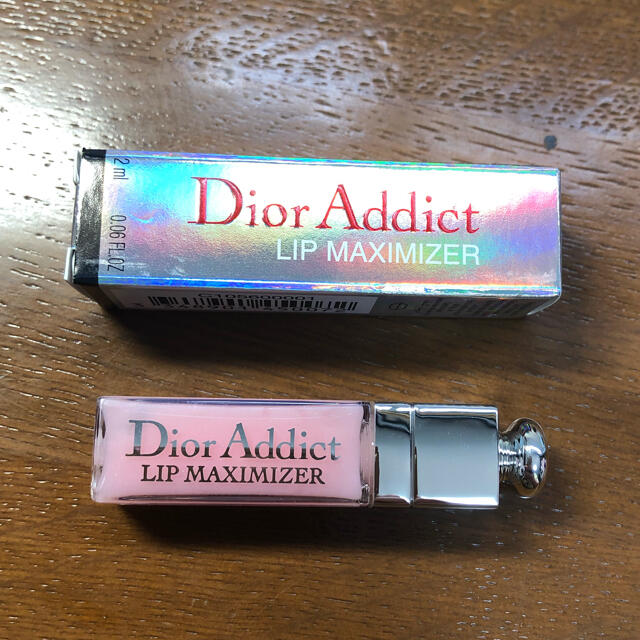 2 ml 0.06 FL.OZ
Dior Addict
LIP MAXIMIZER
Dior Addict
LIP MAXIMIZER